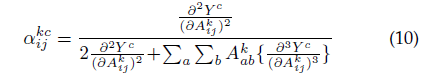 α_{ij}^{kc} = \frac{\frac{∂^2 Y^c}{(∂A_{ij}^k)^2}}{2\frac{∂^2 Y^c}{(∂A_{ij}^k)^2} + \sum_a \sum_b A_{ab}^k \{\frac{∂^3 Y^c}{(∂A_{ij}^k)^3}\}} (10)